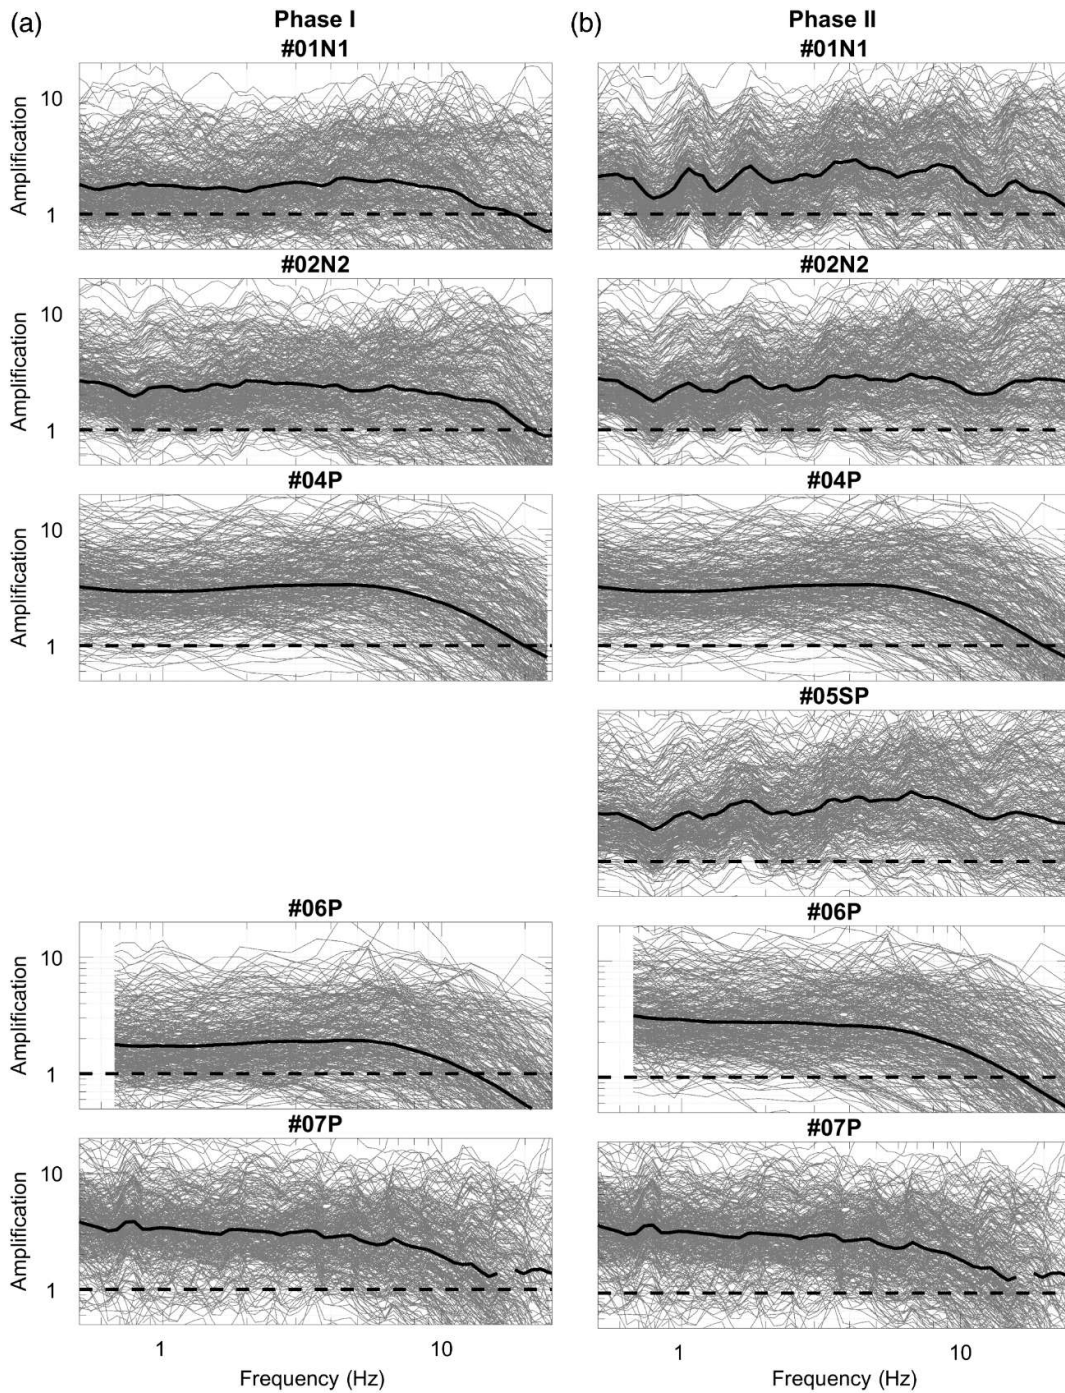 (a)
Phase I
#01N1
Amplification
10
1
#02N2
Amplification
10
1
#04P
Amplification
10
1
#06P
Amplification
10
1
#07P
Amplification
10
1
1
10
Frequency (Hz)
(b)
Phase II
#01N1
#02N2
#04P
#05SP
#06P
#07P
1
10
Frequency (Hz)